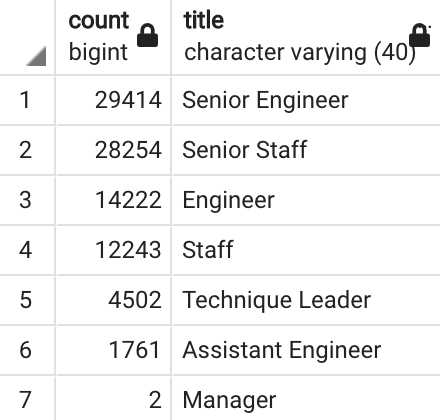 count title
bigint character varying (40)
1 29414 Senior Engineer
2 28254 Senior Staff
3 14222 Engineer
4 12243 Staff
5 4502 Technique Leader
6 1761 Assistant Engineer
7 2 Manager